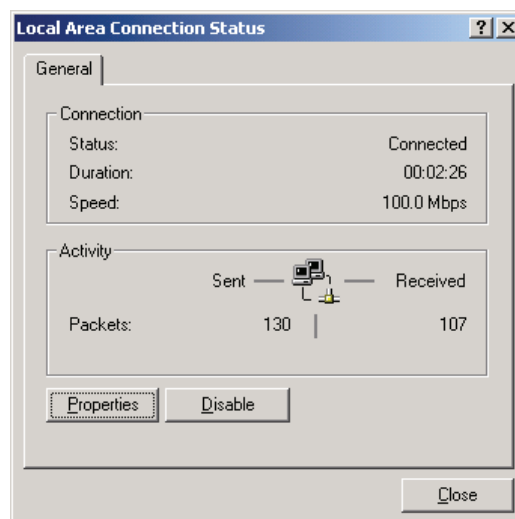 Local Area Connection Status
General
Connection
Status: Connected
Duration: 00:02:26
Speed: 100.0 Mbps
Activity
Sent Received
Packets: 130 107
Properties Disable
Close